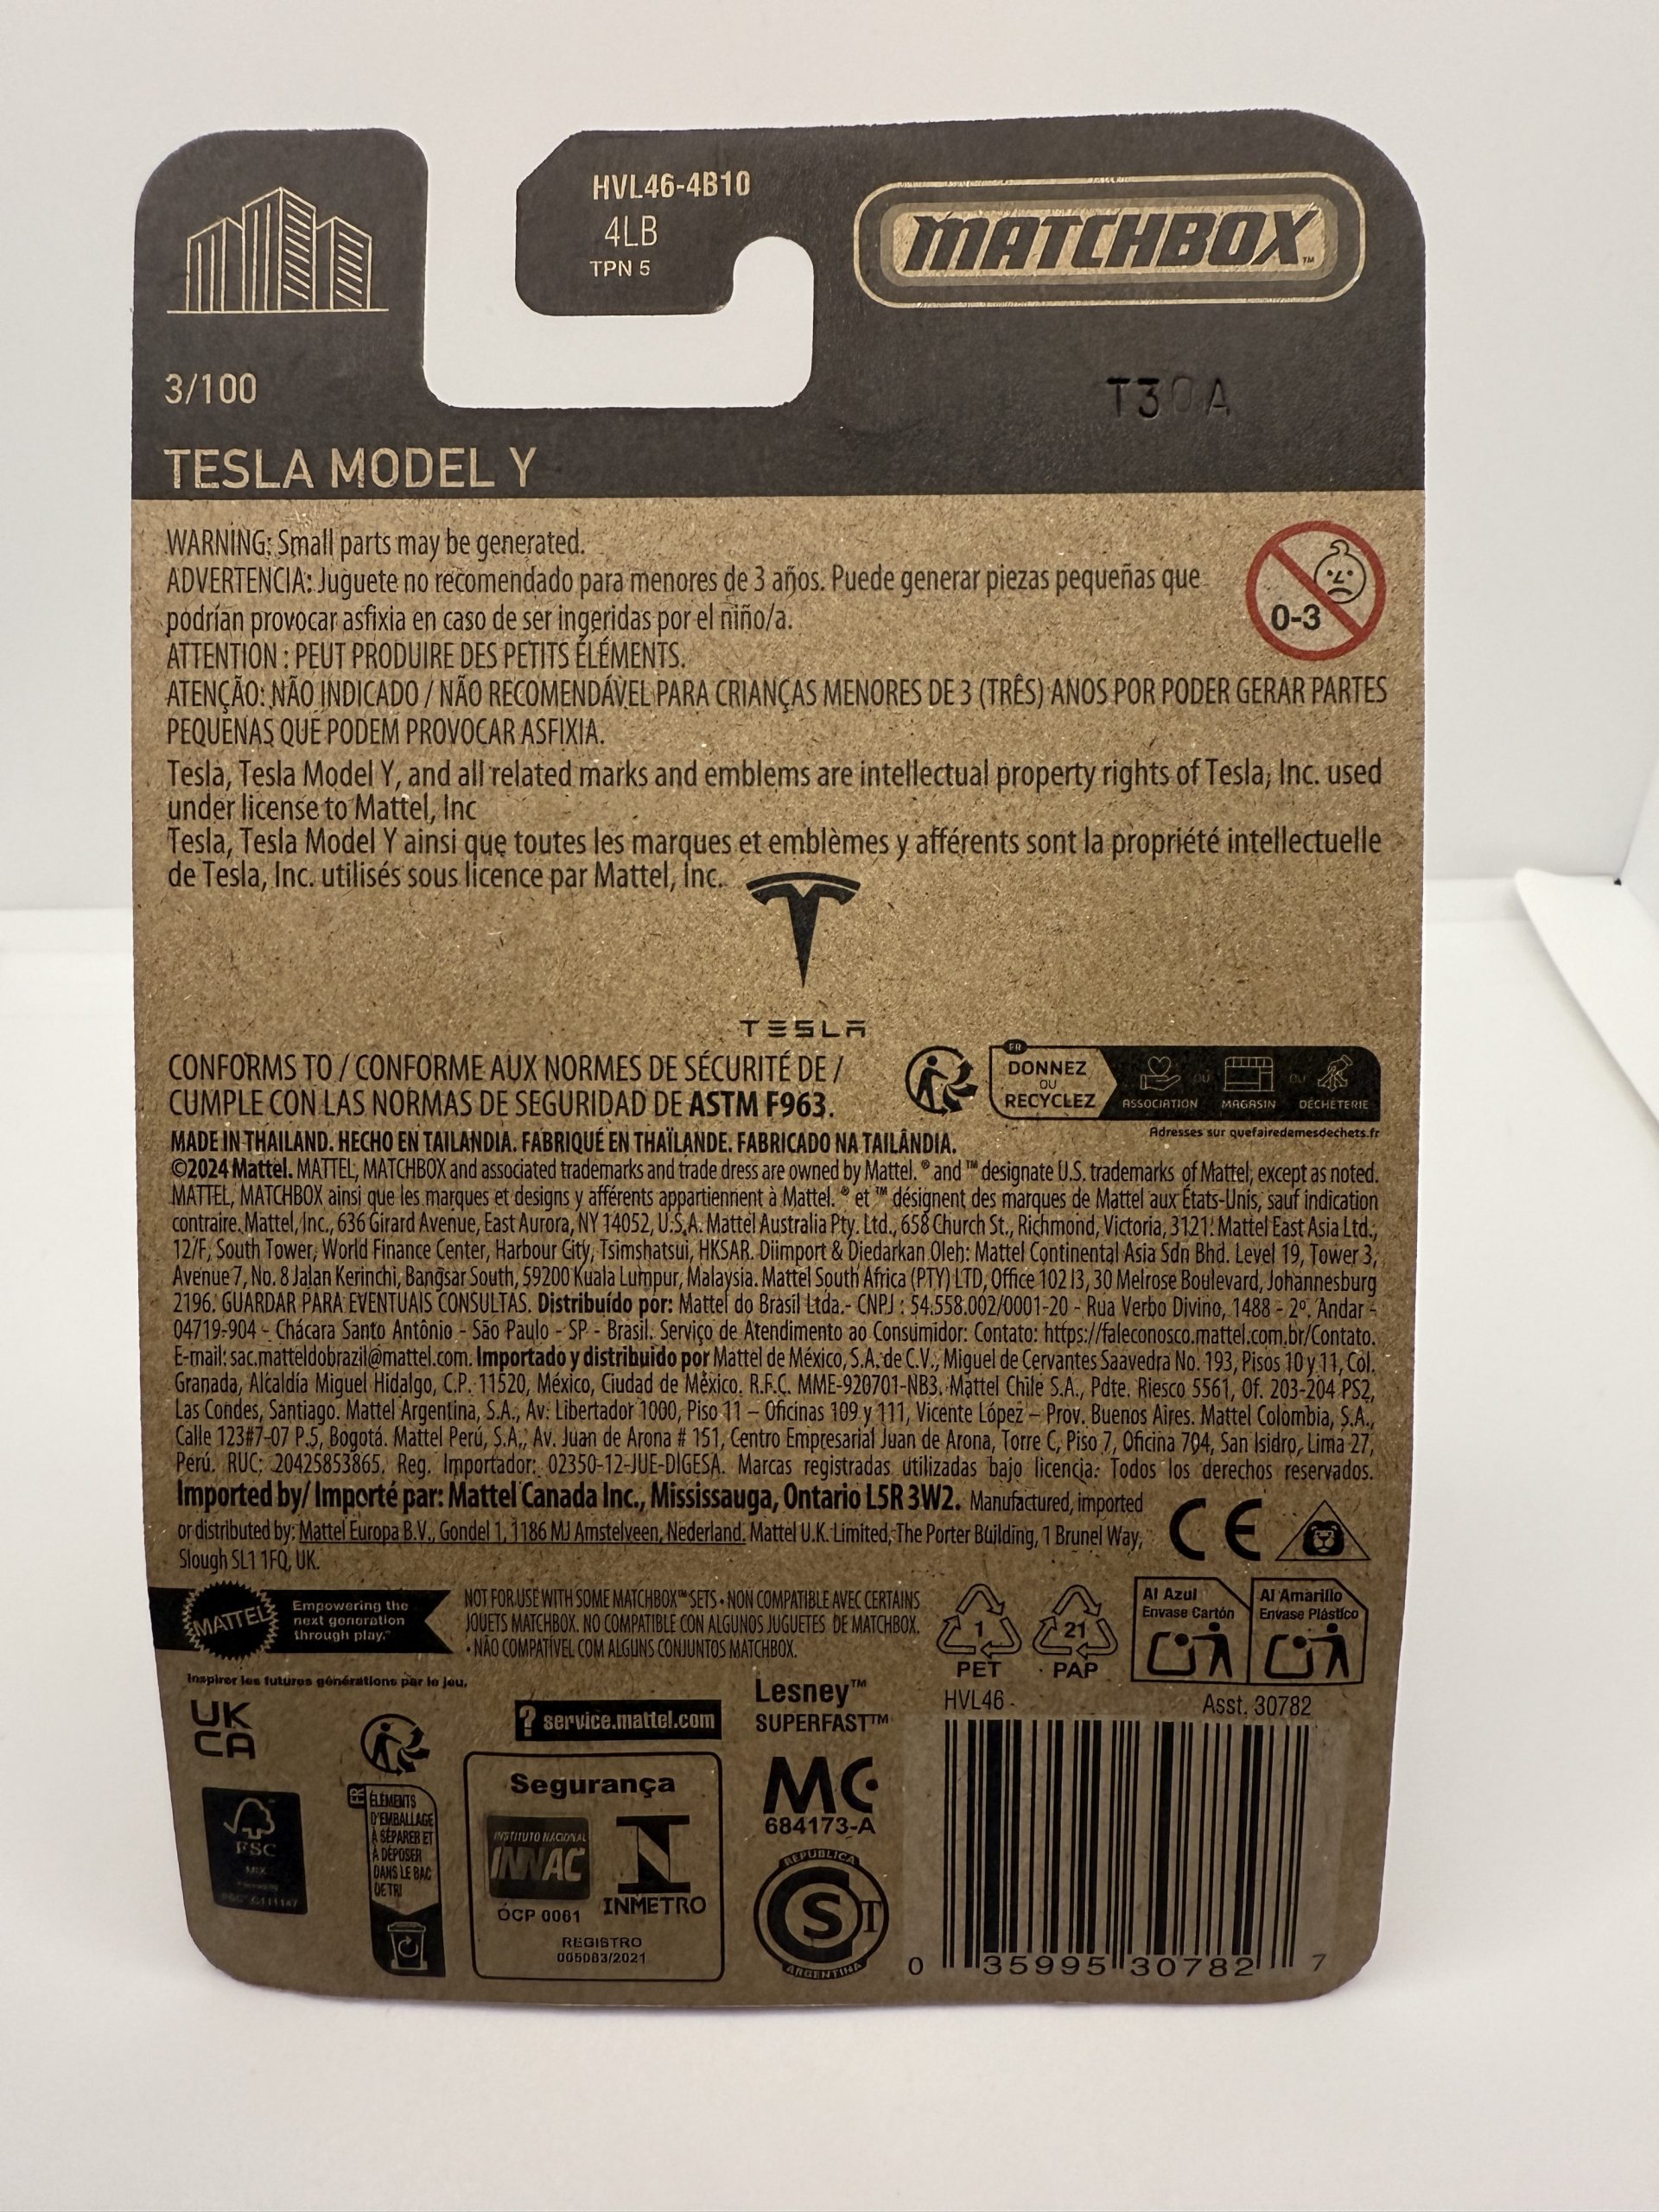 HVL46-4B10
4LB
TPN 5
MATCHBOX™
3/100
T30A
TESLA MODEL Y
WARNING: Small parts may be generated.
ADVERTENCIA: Juguete no recomendado para menores de 3 años. Puede generar piezas pequeñas que
podrían provocar asfixia en caso de ser ingeridas por el niño/a.
0-3
ATTENTION : PEUT PRODUIRE DES PETITS ÉLÉMENTS.
ATENÇÃO: NÃO INDICADO / NÃO RECOMENDÁVEL PARA CRIANÇAS MENORES DE 3 (TRÊS) ANOS POR PODER GERAR PARTES
PEQUENAS QUE PODEM PROVOCAR ASFIXIA.
Tesla, Tesla Model Y, and all related marks and emblems are intellectual property rights of Tesla, Inc. used
under license to Mattel, Inc
Tesla, Tesla Model Y ainsi que toutes les marques et emblèmes y afférents sont la propriété intellectuelle
de Tesla, Inc. utilisés sous licence par Mattel, Inc.
TESLA
CONFORMS TO / CONFORME AUX NORMES DE SÉCURITÉ DE /
CUMPLE CON LAS NORMAS DE SEGURIDAD DE ASTM F963.
FR
DONNEZ
OU
RECYCLEZ
ASSOCIATION OU MAGASIN OU DÉCHÈTERIE
Adresses sur quefairedemesdechets.fr
MADE IN THAILAND. HECHO EN TAILANDIA. FABRIQUÉ EN THAÏLANDE. FABRICADO NA TAILÂNDIA.
©2024 Mattel. MATTEL, MATCHBOX and associated trademarks and trade dress are owned by Mattel. ® and ™ designate U.S. trademarks of Mattel, except as noted.
MATTEL, MATCHBOX ainsi que les marques et designs y afférents appartiennent à Mattel. ® et ™ désignent des marques de Mattel aux États-Unis, sauf indication
contraire. Mattel, Inc., 636 Girard Avenue, East Aurora, NY 14052, U.S.A. Mattel Australia Pty. Ltd., 658 Church St., Richmond, Victoria, 3121. Mattel East Asia Ltd.,
12/F, South Tower, World Finance Center, Harbour City, Tsimshatsui, HKSAR. Diimport & Diedarkan Oleh: Mattel Continental Asia Sdn Bhd. Level 19, Tower 3,
Avenue 7, No. 8 Jalan Kerinchi, Bangsar South, 59200 Kuala Lumpur, Malaysia. Mattel South Africa (PTY) LTD, Office 102 I3, 30 Melrose Boulevard, Johannesburg
2196. GUARDAR PARA EVENTUAIS CONSULTAS. Distribuído por: Mattel do Brasil Ltda.- CNPJ : 54.558.002/0001-20 - Rua Verbo Divino, 1488 - 2º. Andar -
04719-904 - Chácara Santo Antônio - São Paulo - SP - Brasil. Serviço de Atendimento ao Consumidor: Contato: https://faleconosco.mattel.com.br/Contato.
E-mail: sac.matteldobrazil@mattel.com. Importado y distribuido por Mattel de México, S.A. de C.V., Miguel de Cervantes Saavedra No. 193, Pisos 10 y 11, Col.
Granada, Alcaldía Miguel Hidalgo, C.P. 11520, México, Ciudad de México. R.F.C. MME-920701-NB3. Mattel Chile S.A., Pdte. Riesco 5561, Of. 203-204 PS2,
Las Condes, Santiago. Mattel Argentina, S.A., Av. Libertador 1000, Piso 11 – Oficinas 109 y 111, Vicente López – Prov. Buenos Aires. Mattel Colombia, S.A.,
Calle 123#7-07 P.5, Bogotá. Mattel Perú, S.A., Av. Juan de Arona # 151, Centro Empresarial Juan de Arona, Torre C, Piso 7, Oficina 704, San Isidro, Lima 27,
Perú. RUC: 20425853865. Reg. Importador: 02350-12-JUE-DIGESA. Marcas registradas utilizadas bajo licencia. Todos los derechos reservados.
Imported by/ Importé par: Mattel Canada Inc., Mississauga, Ontario L5R 3W2. Manufactured, imported
or distributed by: Mattel Europa B.V., Gondel 1, 1186 MJ Amstelveen, Nederland. Mattel U.K. Limited, The Porter Building, 1 Brunel Way,
Slough SL1 1FQ, UK.
CE
MATTEL
Empowering the
next generation
through play.™
Inspirer les futures générations par le jeu.
NOT FOR USE WITH SOME MATCHBOX™ SETS • NON COMPATIBLE AVEC CERTAINS
JOUETS MATCHBOX. NO COMPATIBLE CON ALGUNOS JUGUETES DE MATCHBOX.
• NÃO COMPATÍVEL COM ALGUNS CONJUNTOS MATCHBOX.
1
PET
21
PAP
Al Azul
Envase Cartón
Al Amarillo
Envase Plástico
UK
CA
? service.mattel.com
Lesney™
SUPERFAST™
HVL46
Asst. 30782
FSC
MIX
FR
ÉLÉMENTS
D'EMBALLAGE
À SÉPARER ET
À DÉPOSER
DANS LE BAC
DE TRI
Segurança
INSTITUTO NACIONAL
INNAC
OCP 0061
INMETRO
REGISTRO
005083/2021
MC
684173-A
REPUBLICA
S T
ARGENTINA
0 35995 30782 7